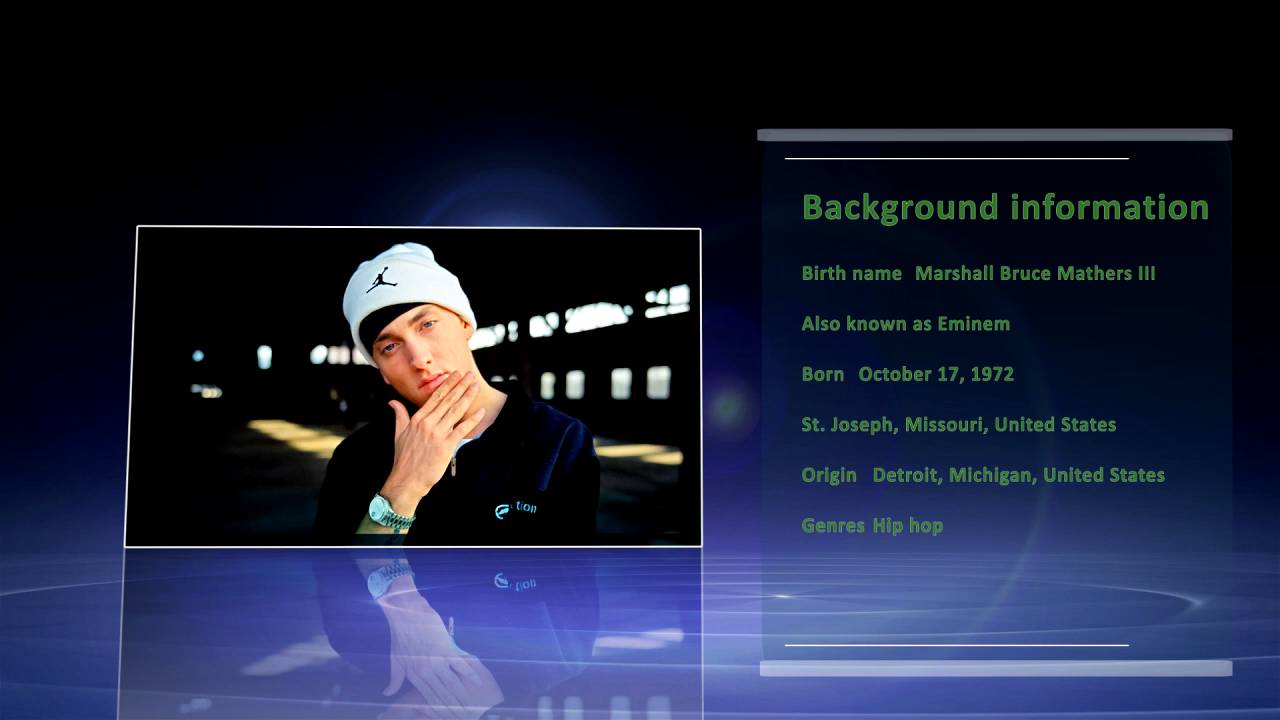 Background information
Birth name Marshall Bruce Mathers III
Also known as Eminem
Born October 17, 1972
St. Joseph, Missouri, United States
Origin Detroit, Michigan, United States
Genres Hip hop